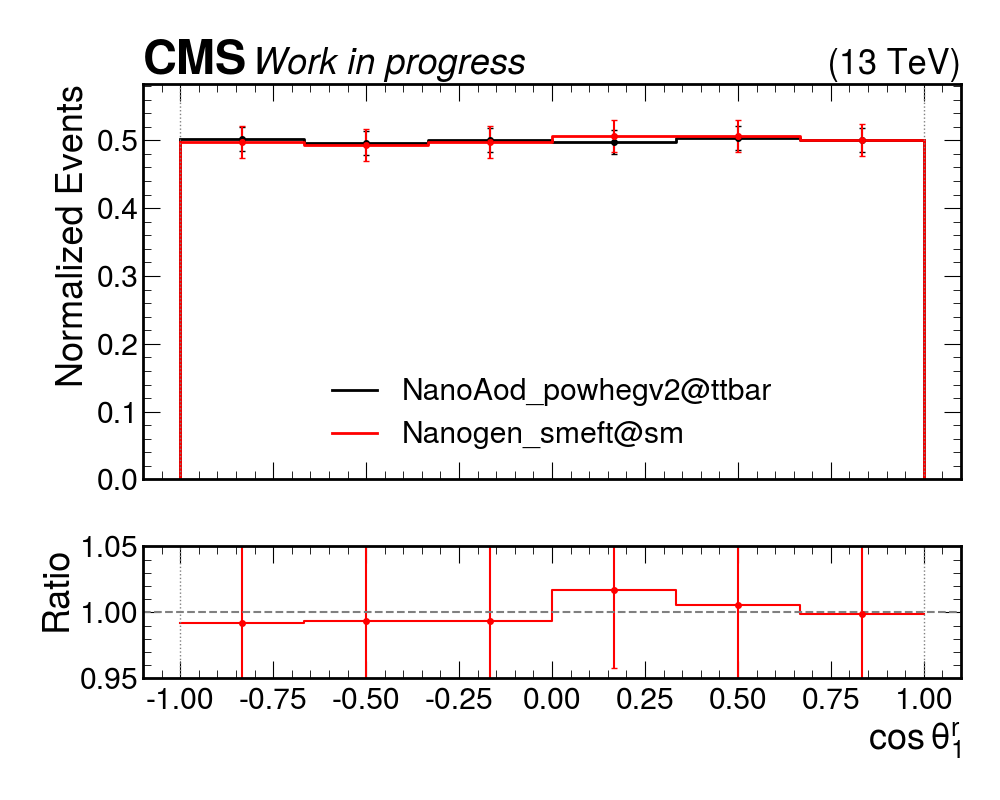 CMS Work in progress (13 TeV)
Normalized Events
0.5
0.4
0.3
0.2
0.1
0.0
NanoAod_powhegv2@ttbar
Nanogen_smeft@sm
Ratio
1.05
1.00
0.95
-1.00 -0.75 -0.50 -0.25 0.00 0.25 0.50 0.75 1.00
cos θ₁ʳ